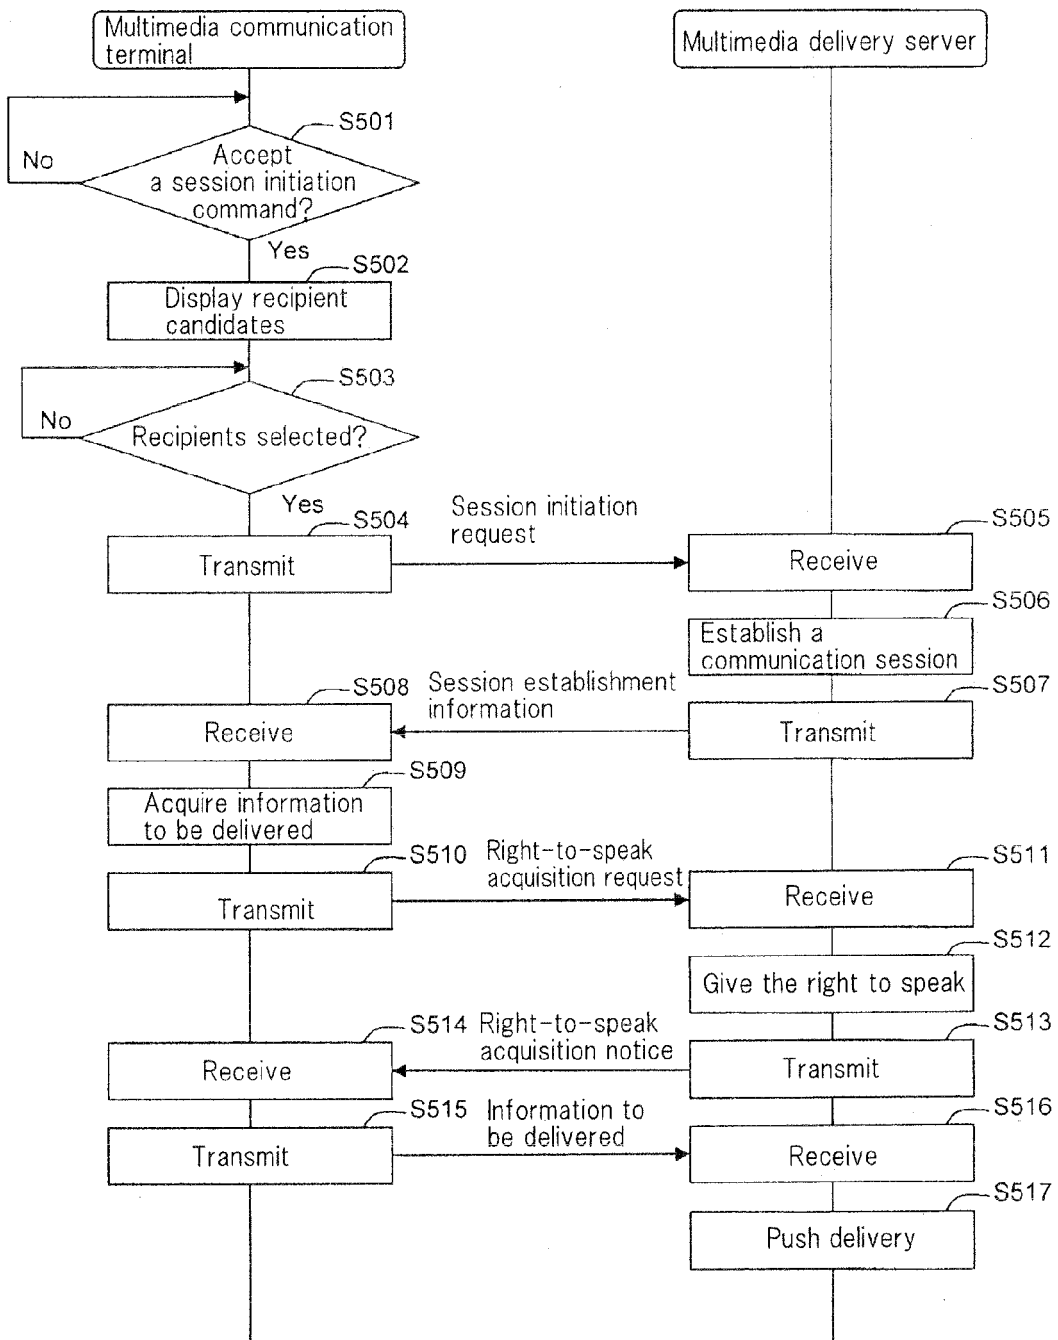 Multimedia communication
terminal
Multimedia delivery server
S501
No
Accept
a session initiation
command?
Yes
S502
Display recipient
candidates
S503
No
Recipients selected?
Yes
S504
Transmit
Session initiation
request
S505
Receive
S506
Establish a
communication session
S507
Transmit
Session establishment
information
S508
Receive
S509
Acquire information
to be delivered
S510
Transmit
Right-to-speak
acquisition request
S511
Receive
S512
Give the right to speak
S513
Transmit
Right-to-speak
acquisition notice
S514
Receive
S515
Transmit
Information to
be delivered
S516
Receive
S517
Push delivery